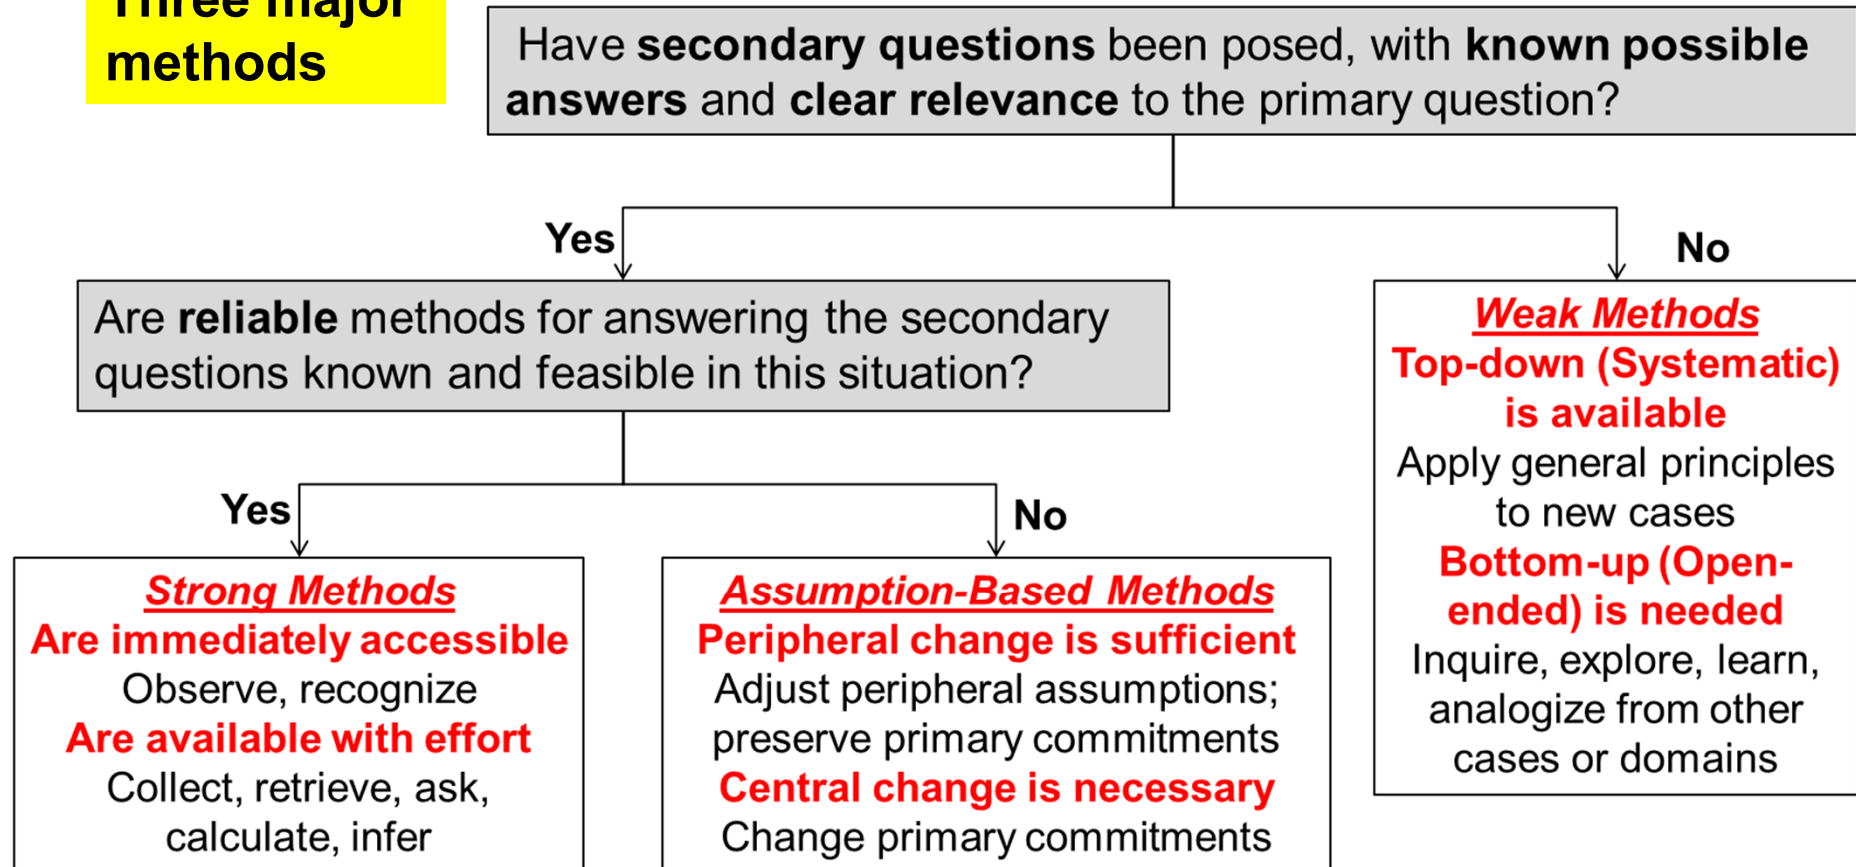 Three major
methods
Have secondary questions been posed, with known possible
answers and clear relevance to the primary question?
Yes
No
Are reliable methods for answering the secondary
questions known and feasible in this situation?
Weak Methods
Top-down (Systematic)
is available
Apply general principles
to new cases
Bottom-up (Open-
ended) is needed
Inquire, explore, learn,
analogize from other
cases or domains
Yes
No
Strong Methods
Are immediately accessible
Observe, recognize
Are available with effort
Collect, retrieve, ask,
calculate, infer
Assumption-Based Methods
Peripheral change is sufficient
Adjust peripheral assumptions;
preserve primary commitments
Central change is necessary
Change primary commitments